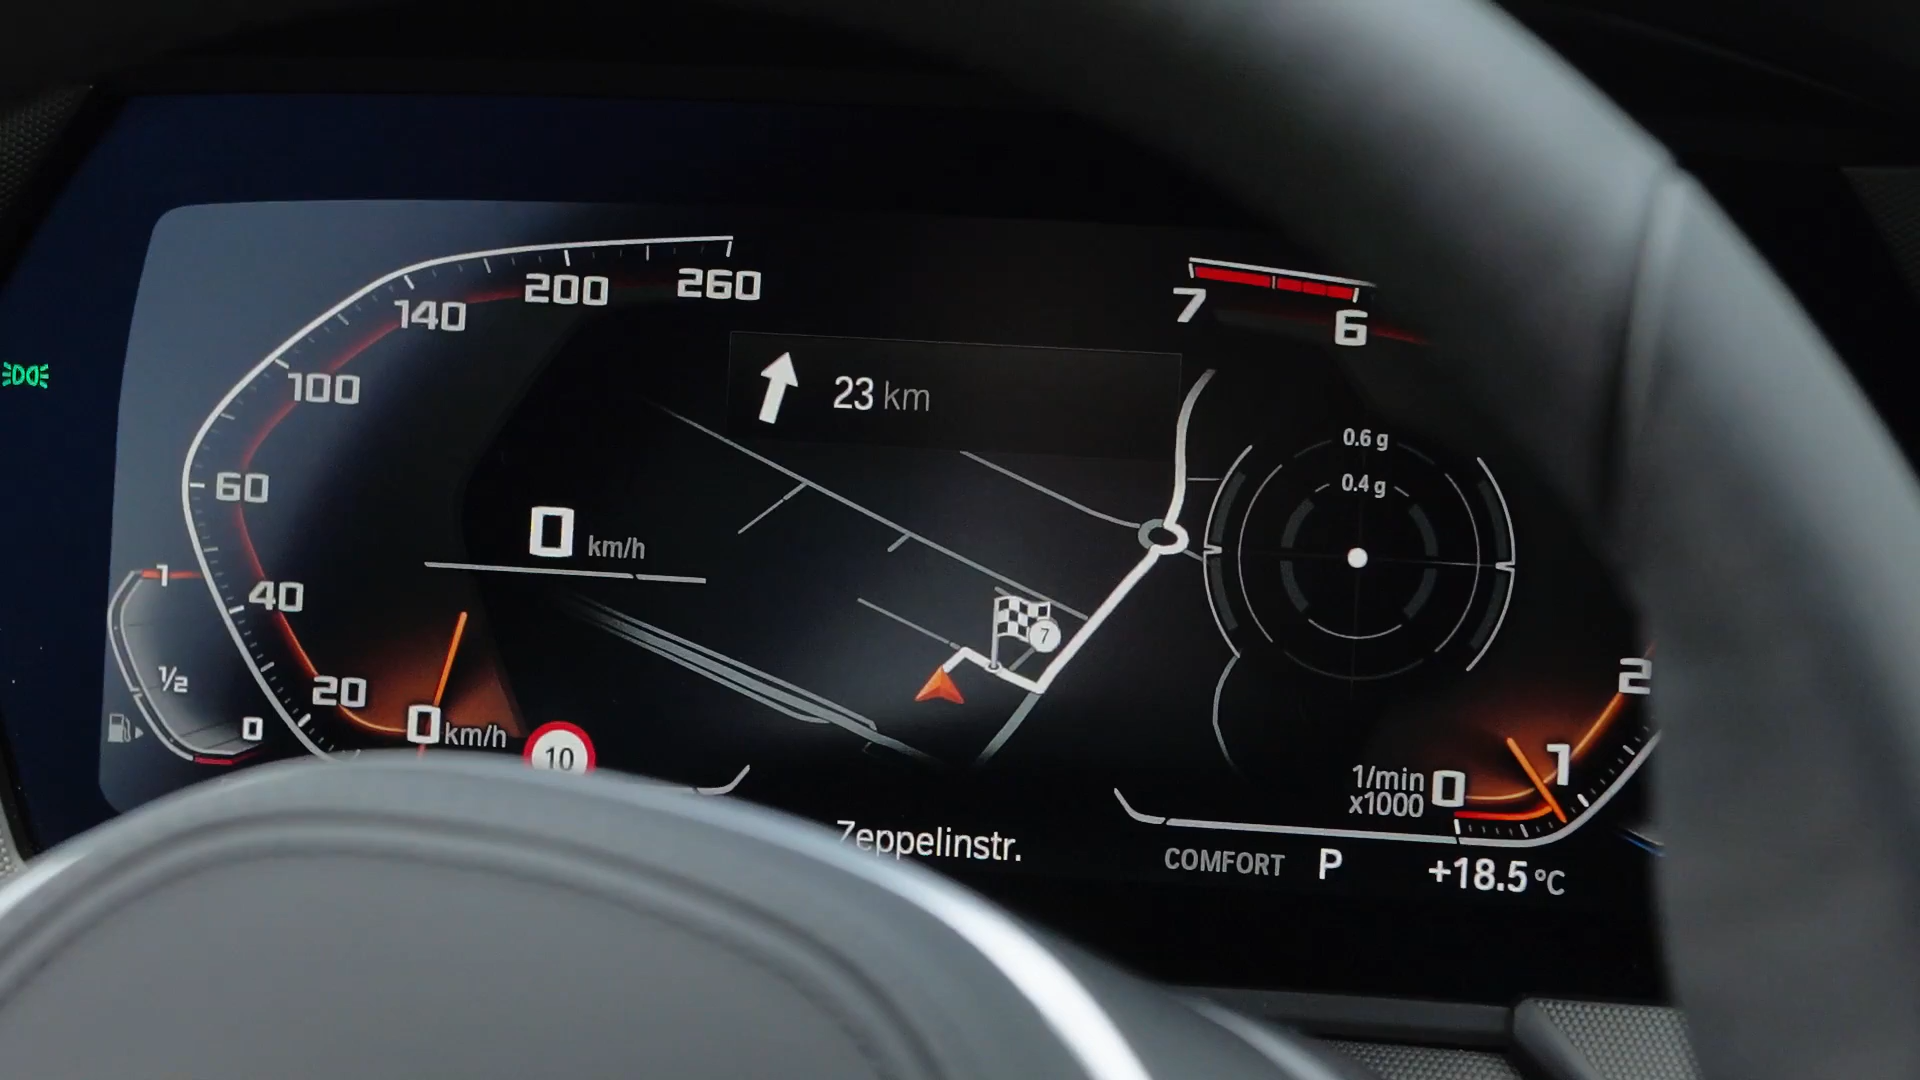 260
200
140
100
60
40
20
0 km/h
7
6
23 km
0.6 g
0.4 g
0 km/h
7
1
1/2
0
10
2
1
0
1/min
x1000
Zeppelinstr.
COMFORT P +18.5 °C